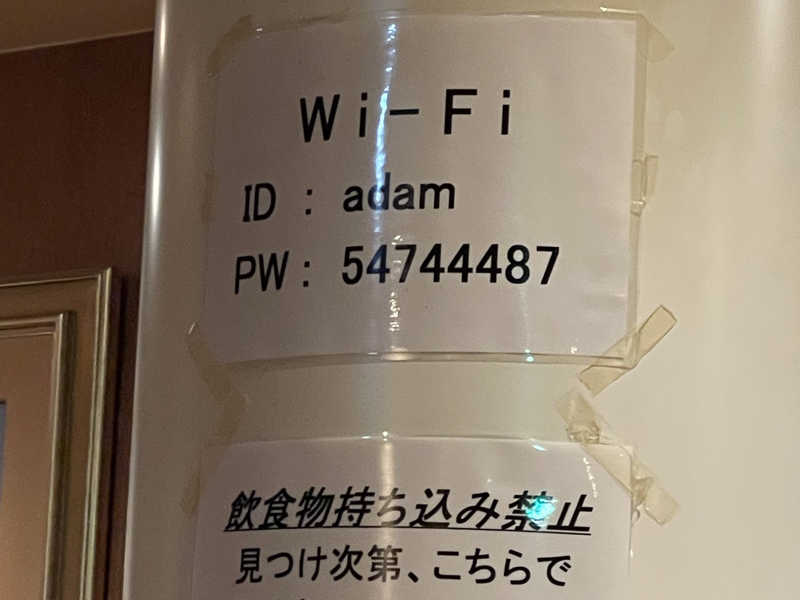 Wi-Fi
ID : adam
PW : 54744487
飲食物持ち込み禁止
見つけ次第、こちらで